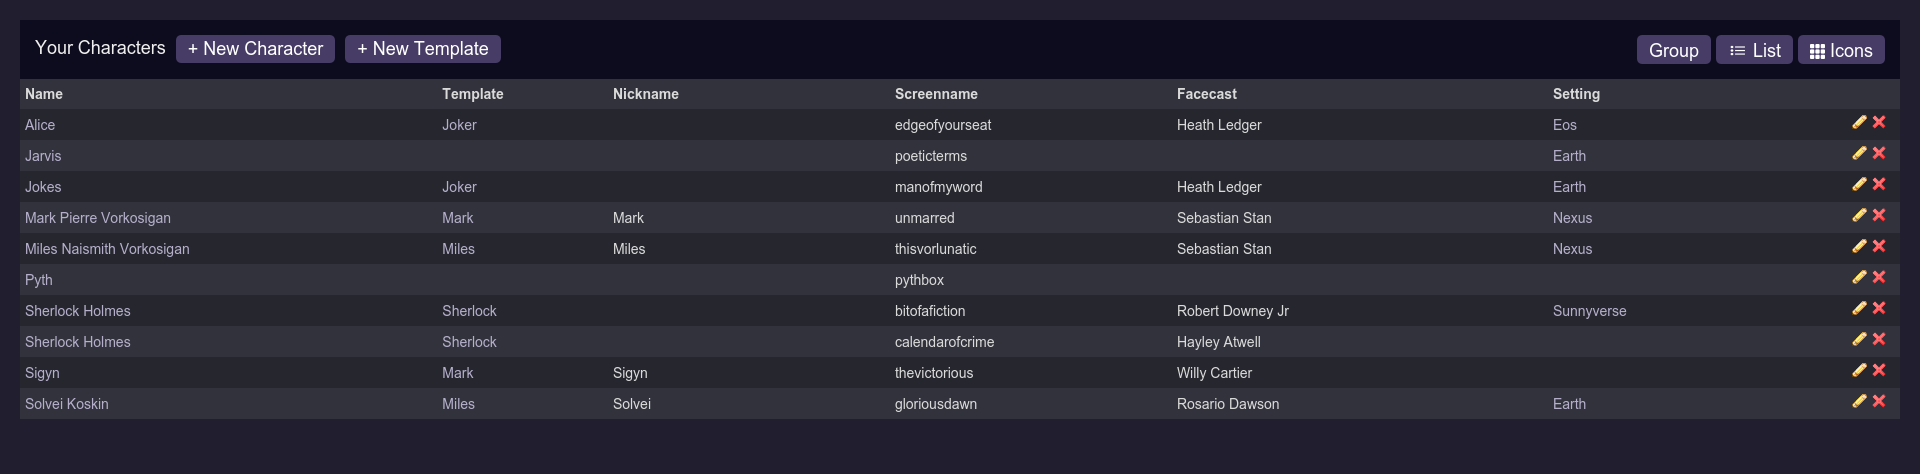 Your Characters + New Character + New Template Group List Icons
Name Template Nickname Screenname Facecast Setting
Alice Joker edgeofyourseat Heath Ledger Eos
Jarvis poeticterms Earth
Jokes Joker manofmyword Heath Ledger Earth
Mark Pierre Vorkosigan Mark Mark unmarred Sebastian Stan Nexus
Miles Naismith Vorkosigan Miles Miles thisvorlunatic Sebastian Stan Nexus
Pyth pythbox
Sherlock Holmes Sherlock bitofafiction Robert Downey Jr Sunnyverse
Sherlock Holmes Sherlock calendarofcrime Hayley Atwell
Sigyn Mark Sigyn thevictorious Willy Cartier
Solvei Koskin Miles Solvei gloriousdawn Rosario Dawson Earth